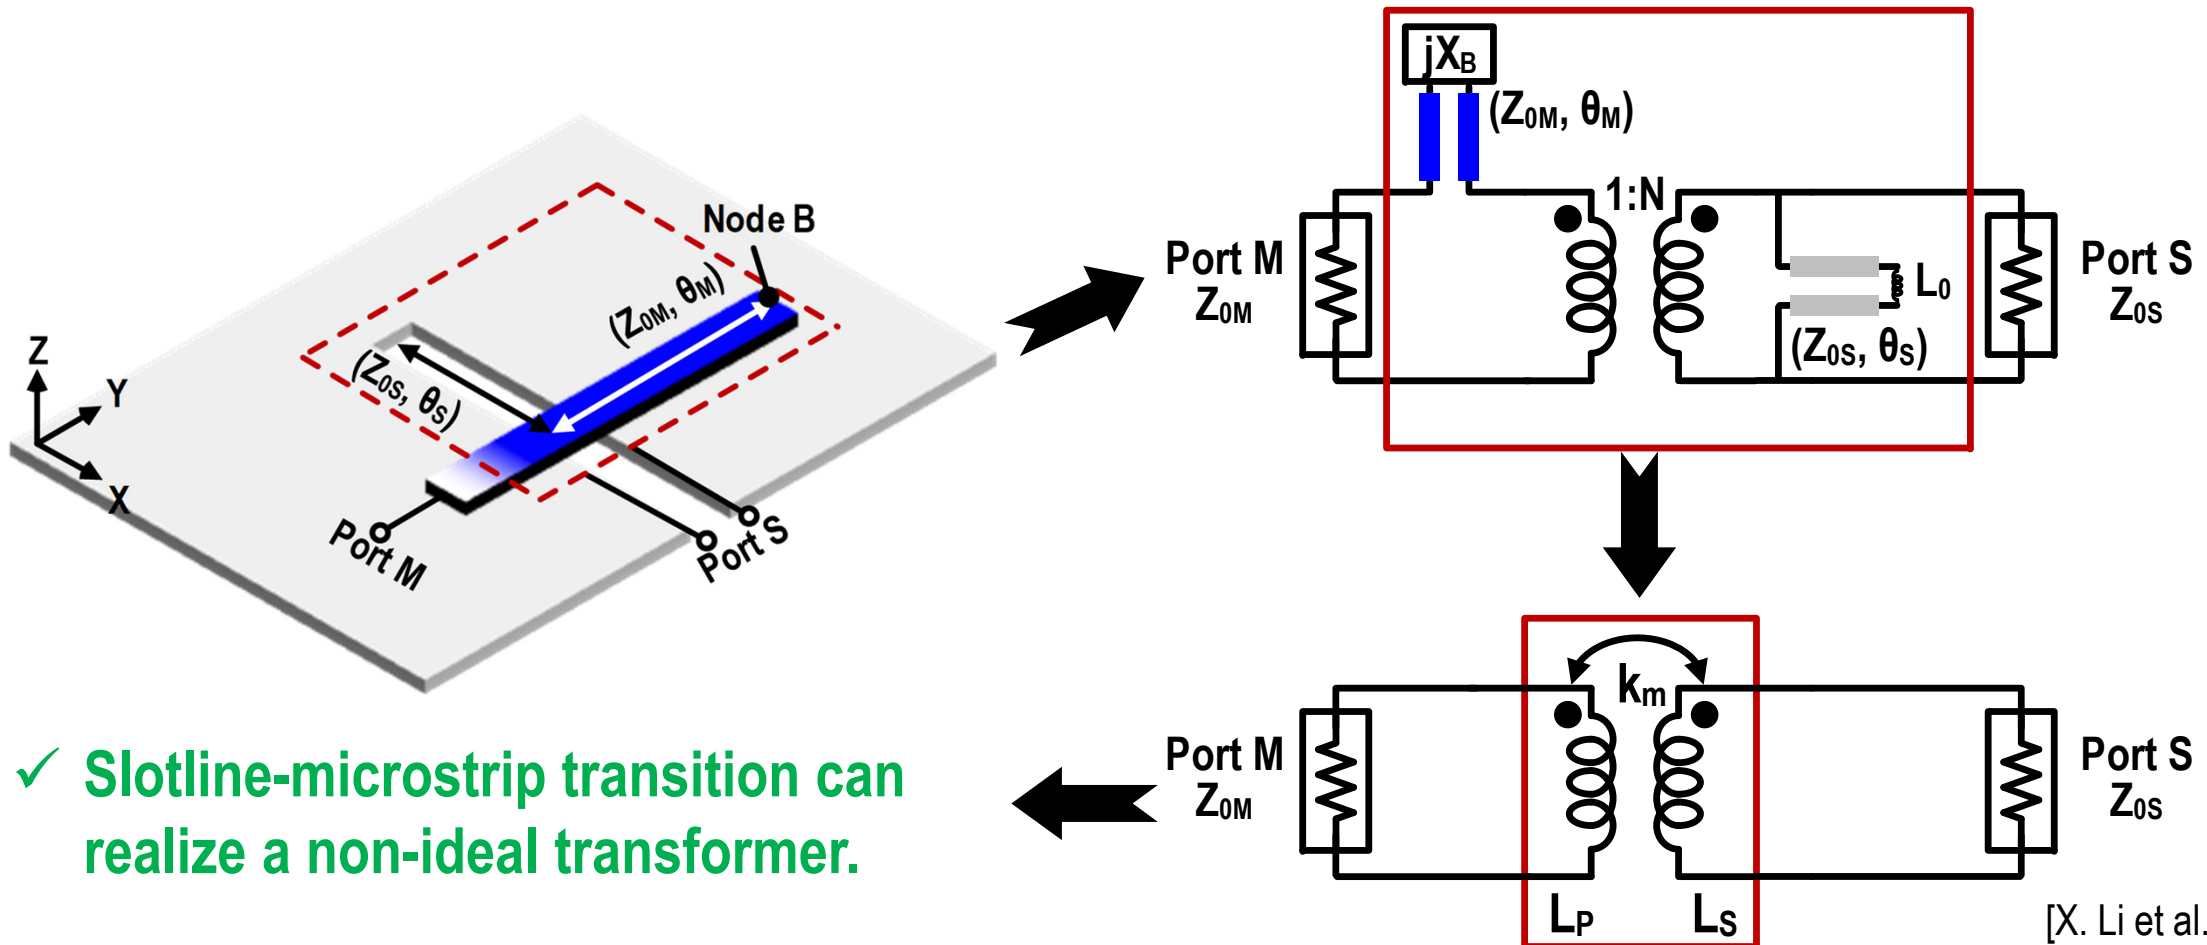 Node B
(Z0M, θM)
(Z0S, θS)
Z
Y
X
Port M
Port S
jXB
(Z0M, θM)
1:N
Port M
Z0M
L0
(Z0S, θS)
Port S
Z0S
km
Port M
Z0M
Port S
Z0S
LP
LS
✓ Slotline-microstrip transition can
realize a non-ideal transformer.
[X. Li et al.